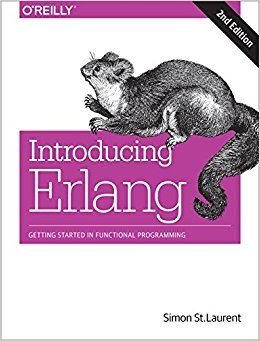 O'REILLY®
2nd Edition
Introducing
Erlang
GETTING STARTED IN FUNCTIONAL PROGRAMMING
Simon St.Laurent